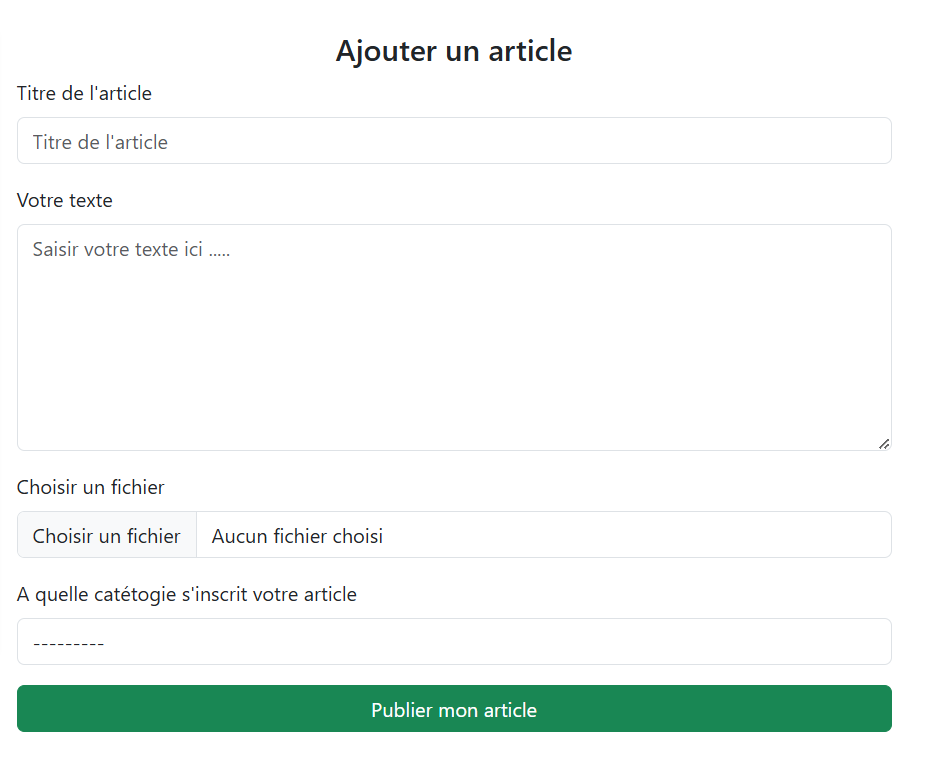 Ajouter un article
Titre de l'article
Titre de l'article
Votre texte
Saisir votre texte ici .....
Choisir un fichier
Choisir un fichier Aucun fichier choisi
A quelle catétogie s'inscrit votre article
---------
Publier mon article